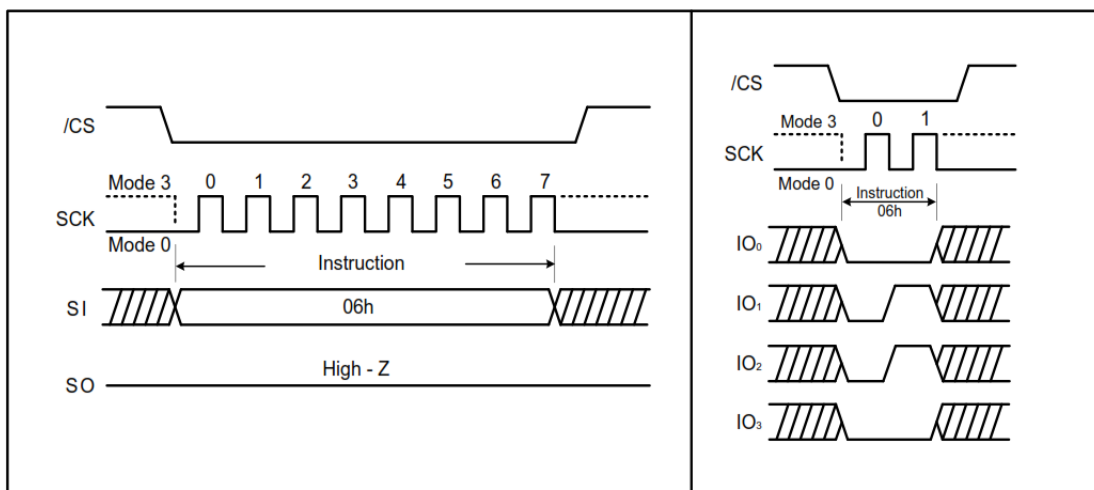 /CS
Mode 3 0 1 2 3 4 5 6 7
SCK
Mode 0
Instruction
SI 06h
High - Z
SO
/CS
Mode 3 0 1
SCK
Mode 0 Instruction
06h
IO₀
IO₁
IO₂
IO₃